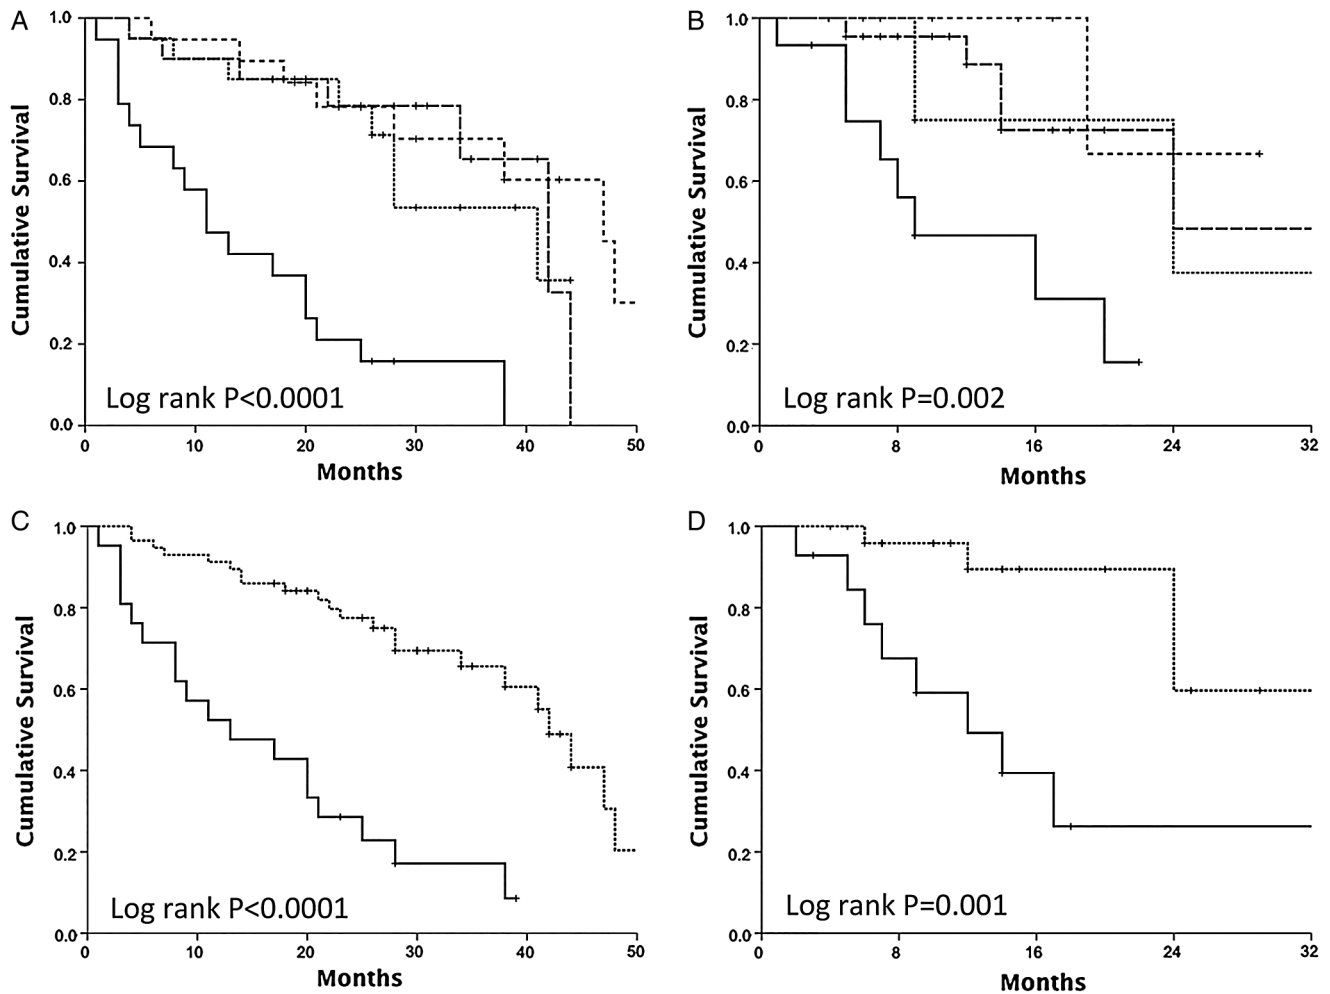 A
Cumulative Survival
1.0
0.8
0.6
0.4
0.2
0.0
Log rank P<0.0001
0 10 20 30 40 50
Months
B
Cumulative Survival
1.0
0.8
0.6
0.4
0.2
0.0
Log rank P=0.002
0 8 16 24 32
Months
C
Cumulative Survival
1.0
0.8
0.6
0.4
0.2
0.0
Log rank P<0.0001
0 10 20 30 40 50
Months
D
Cumulative Survival
1.0
0.8
0.6
0.4
0.2
0.0
Log rank P=0.001
0 8 16 24 32
Months